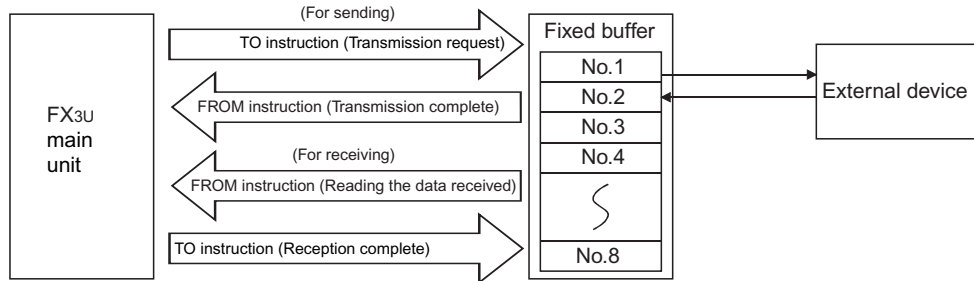 (For sending)
TO instruction (Transmission request)
FROM instruction (Transmission complete)
(For receiving)
FROM instruction (Reading the data received)
TO instruction (Reception complete)
FX3U
main
unit
Fixed buffer
No.1
No.2
No.3
No.4
No.8
External device